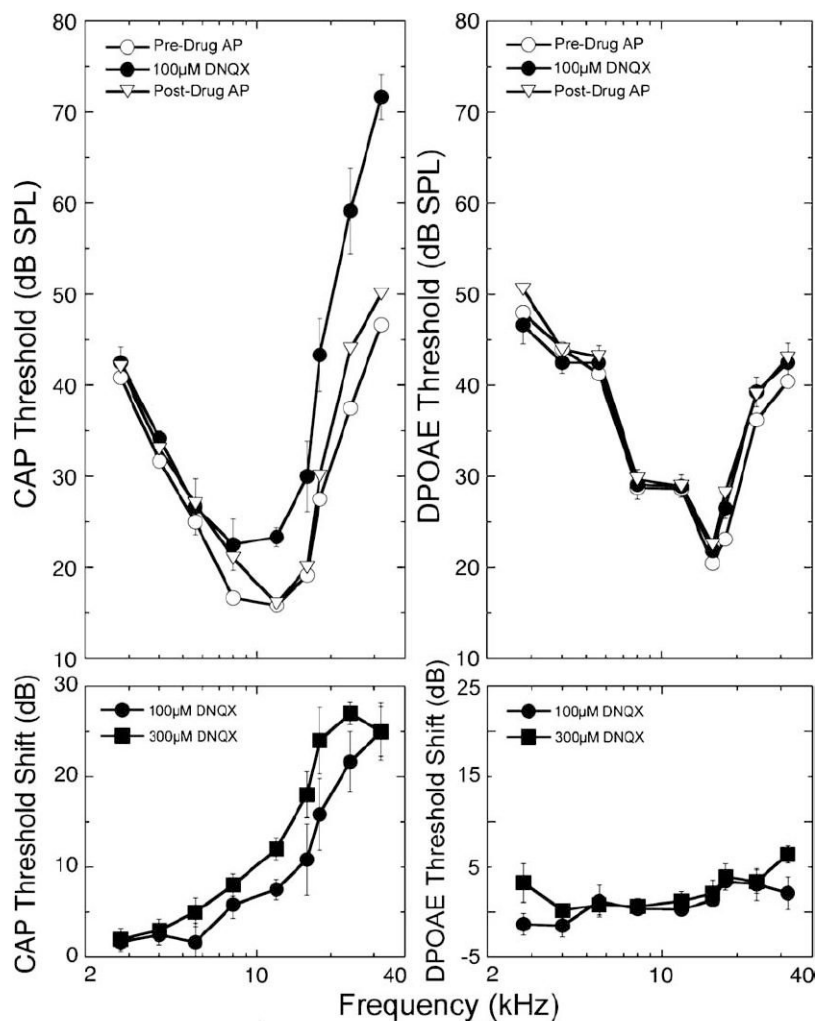 80
70
60
50
40
30
20
10
CAP Threshold (dB SPL)
Pre-Drug AP
100µM DNQX
Post-Drug AP
80
70
60
50
40
30
20
10
DPOAE Threshold (dB SPL)
Pre-Drug AP
100µM DNQX
Post-Drug AP
30
20
10
0
CAP Threshold Shift (dB)
100µM DNQX
300µM DNQX
2
10
40
25
15
5
-5
DPOAE Threshold Shift (dB)
100µM DNQX
300µM DNQX
2
10
40
Frequency (kHz)